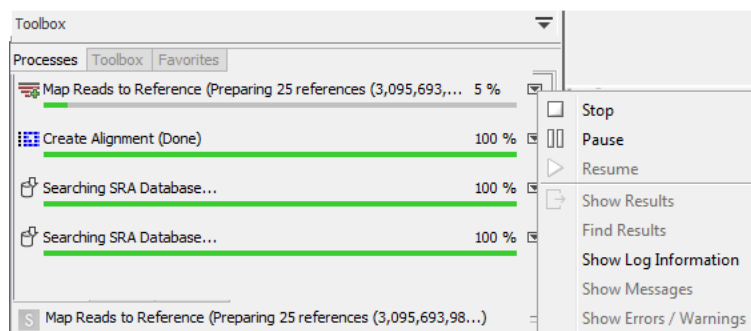 Toolbox
Processes Toolbox Favorites
Map Reads to Reference (Preparing 25 references (3,095,693,... 5 %
Create Alignment (Done) 100 %
Searching SRA Database... 100 %
Searching SRA Database... 100 %
Stop
Pause
Resume
Show Results
Find Results
Show Log Information
Show Messages
Show Errors / Warnings
S Map Reads to Reference (Preparing 25 references (3,095,693,98...)